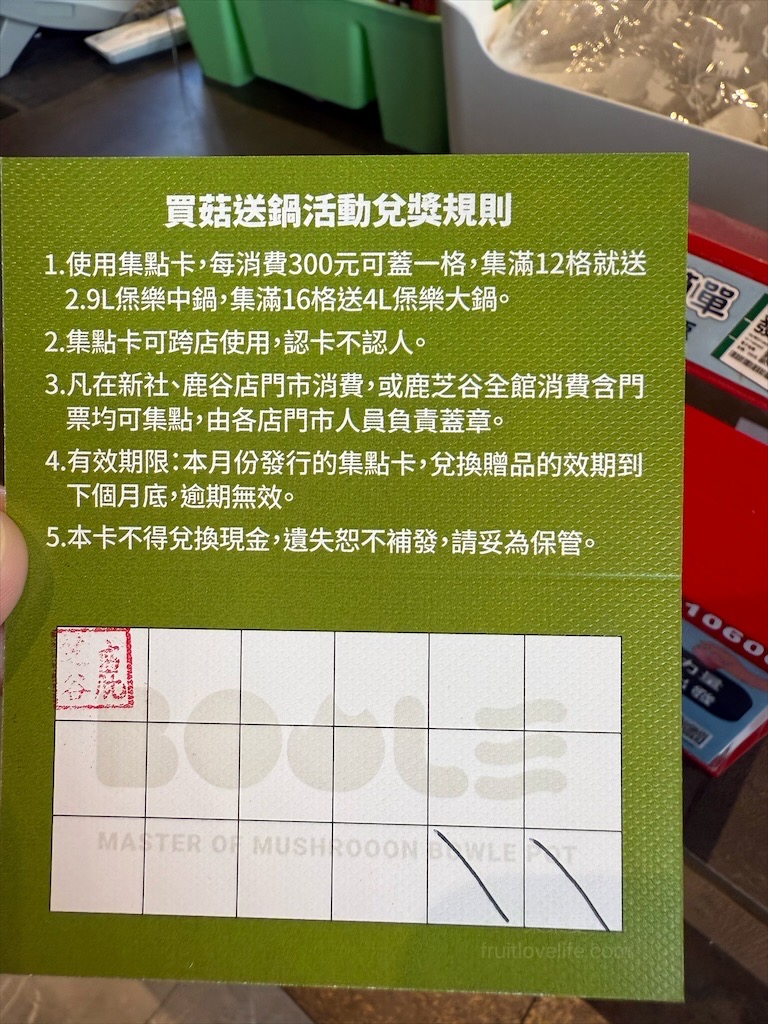 買菇送鍋活動兌獎規則
1.使用集點卡，每消費300元可蓋一格，集滿12格就送
2.9L煲樂中鍋，集滿16格送4L煲樂大鍋。
2.集點卡可跨店使用，認卡不認人。
3.凡在新社、鹿谷店門市消費，或鹿芝谷全館消費含門
票均可集點，由各店門市人員負責蓋章。
4.有效期限：本月份發行的集點卡，兌換贈品的效期到
下個月底，逾期無效。
5.本卡不得兌換現金，遺失恕不補發，請妥為保管。
MASTER OF MUSHROOON BOWLE POT
fruitlovelife.com
單
1060